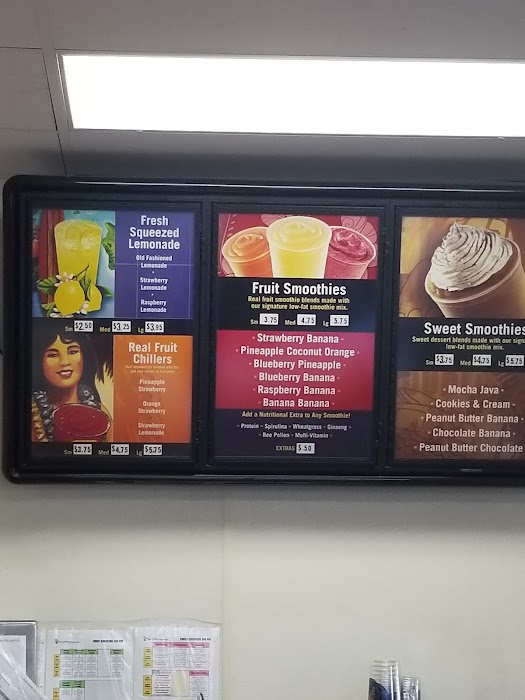 Fresh
Squeezed
Lemonade
Old Fashioned
Lemonade
Strawberry
Lemonade
Raspberry
Lemonade
Sm $2.50 Med $3.25 Lg $3.95
Real Fruit
Chillers
Pineapple
Strawberry
Orange
Strawberry
Strawberry
Lemonade
Sm $3.75 Med $4.75 Lg $5.75
Fruit Smoothies
Real fruit smoothie blends made with
our signature low-fat smoothie mix.
Sm 3.75 Med 4.75 Lg 5.75
Strawberry Banana
Pineapple Coconut Orange
Blueberry Pineapple
Blueberry Banana
Raspberry Banana
Banana Banana
Add a Nutritional Extra to Any Smoothie!
Protein • Spirulina • Wheatgrass • Ginseng
Bee Pollen • Multi-Vitamin
EXTRAS $.50
Sweet Smoothies
Sweet dessert blends made with our sign
low-fat smoothie mix.
Sm $3.75 Med $4.75 Lg $5.75
Mocha Java
Cookies & Cream
Peanut Butter Banana
Chocolate Banana
Peanut Butter Chocolate